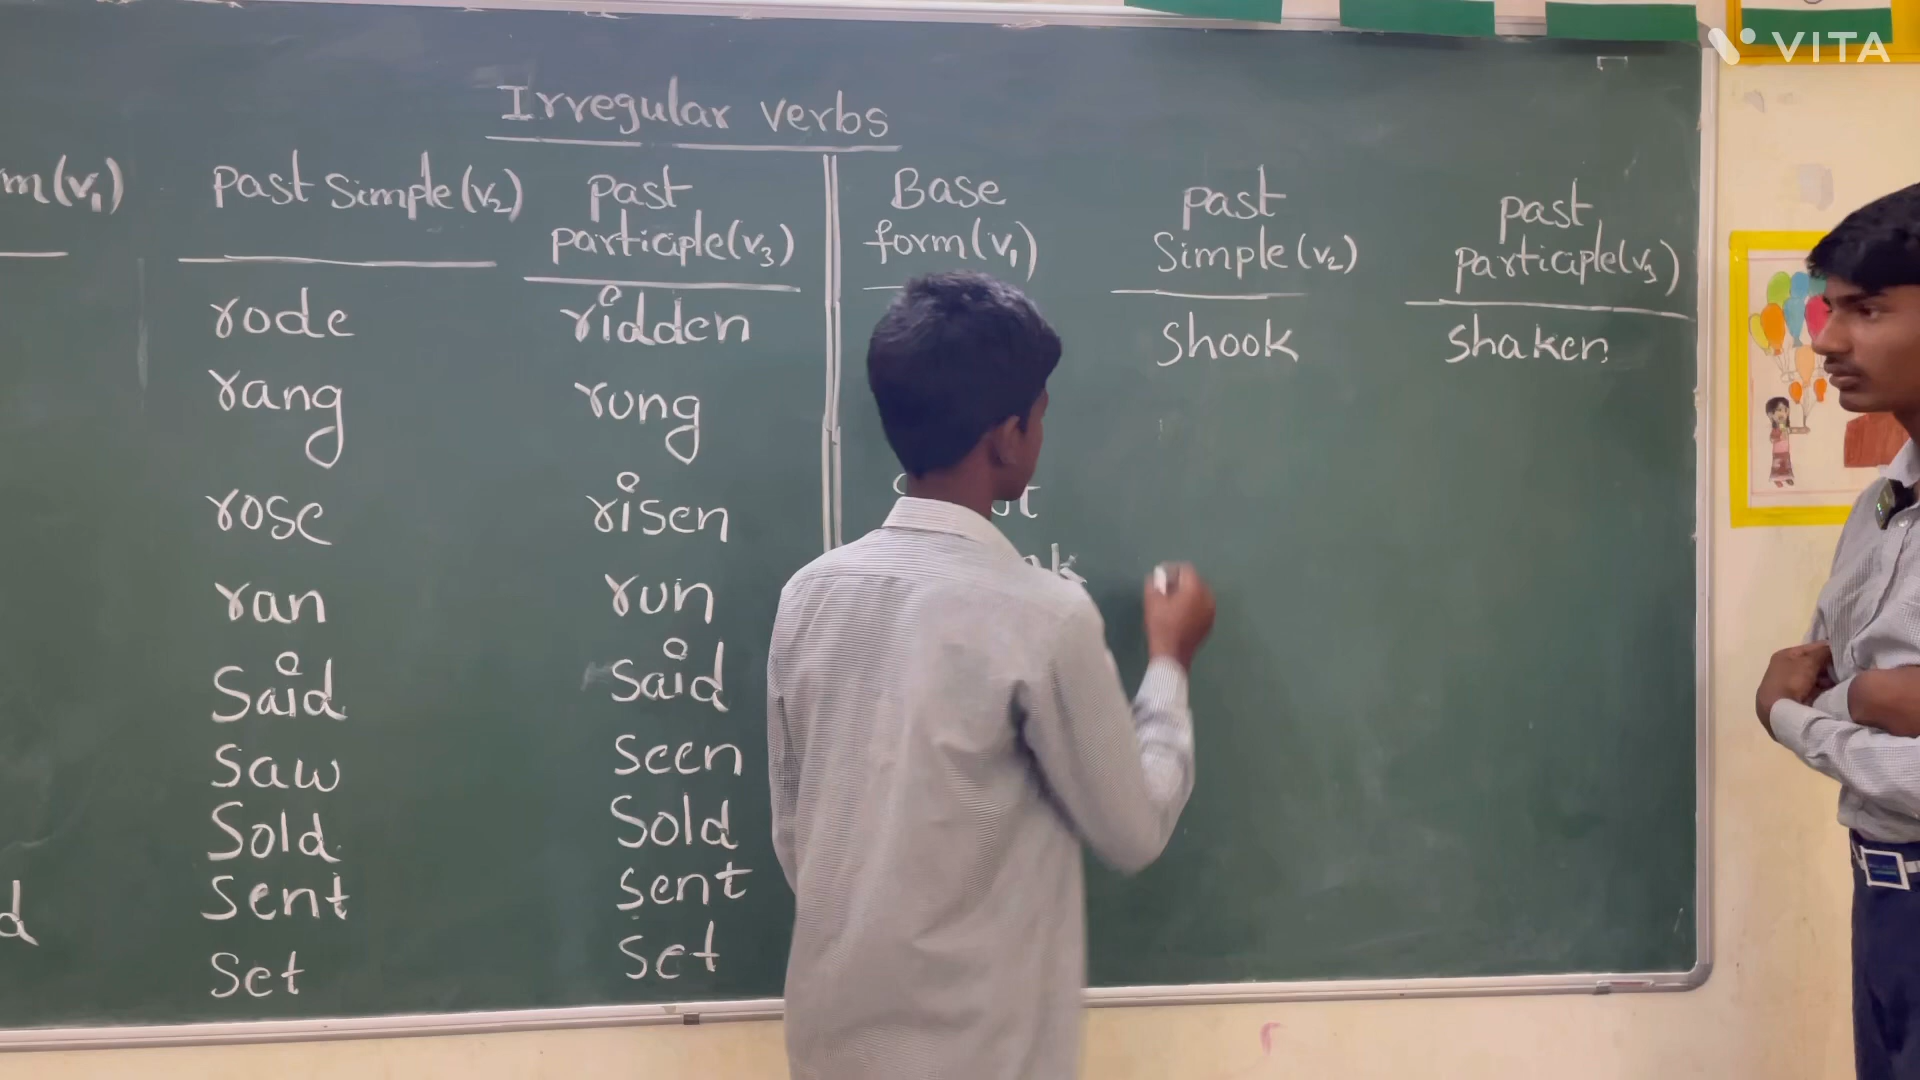 Irregular verbs
m(v₁) Past Simple (v₂) past participle(v₃)
rode ridden
rang rung
rose risen
ran run
Said Said
Saw Seen
Sold Sold
Sent Sent
Set Set
Base form(v₁)
past Simple (v₂)
past participle(v₃)
Shook Shaken
VITA